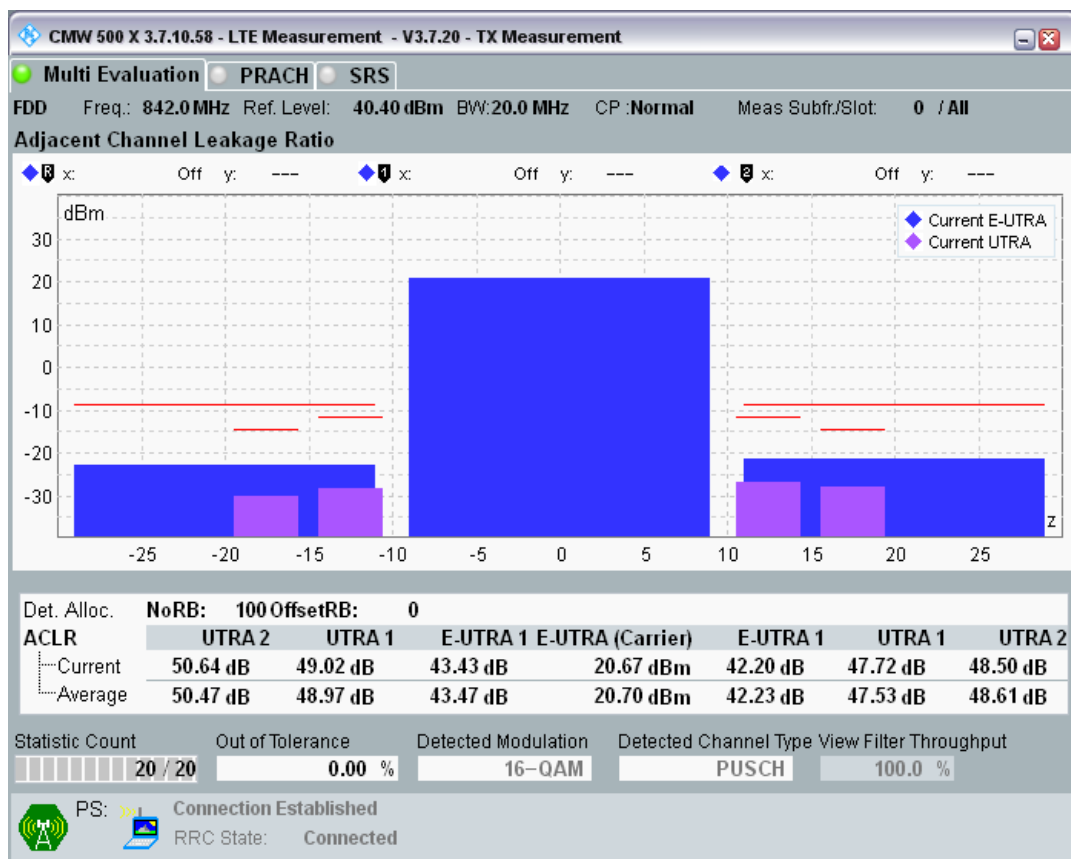 CMW 500 X 3.7.10.58 - LTE Measurement - V3.7.20 - TX Measurement
Multi Evaluation PRACH SRS
FDD Freq.: 842.0 MHz Ref. Level: 40.40 dBm BW:20.0 MHz CP :Normal Meas Subfr./Slot: 0 / All
Adjacent Channel Leakage Ratio
R x: Off y: --- 1 x: Off y: --- 2 x: Off y: ---
dBm
Current E-UTRA
Current UTRA
30
20
10
0
-10
-20
-30
z
-25 -20 -15 -10 -5 0 5 10 15 20 25
Det. Alloc. NoRB: 100 OffsetRB: 0
ACLR UTRA 2 UTRA 1 E-UTRA 1 E-UTRA (Carrier) E-UTRA 1 UTRA 1 UTRA 2
Current 50.64 dB 49.02 dB 43.43 dB 20.67 dBm 42.20 dB 47.72 dB 48.50 dB
Average 50.47 dB 48.97 dB 43.47 dB 20.70 dBm 42.23 dB 47.53 dB 48.61 dB
Statistic Count Out of Tolerance Detected Modulation Detected Channel Type View Filter Throughput
20 / 20 0.00 % 16-QAM PUSCH 100.0 %
PS: Connection Established
RRC State: Connected